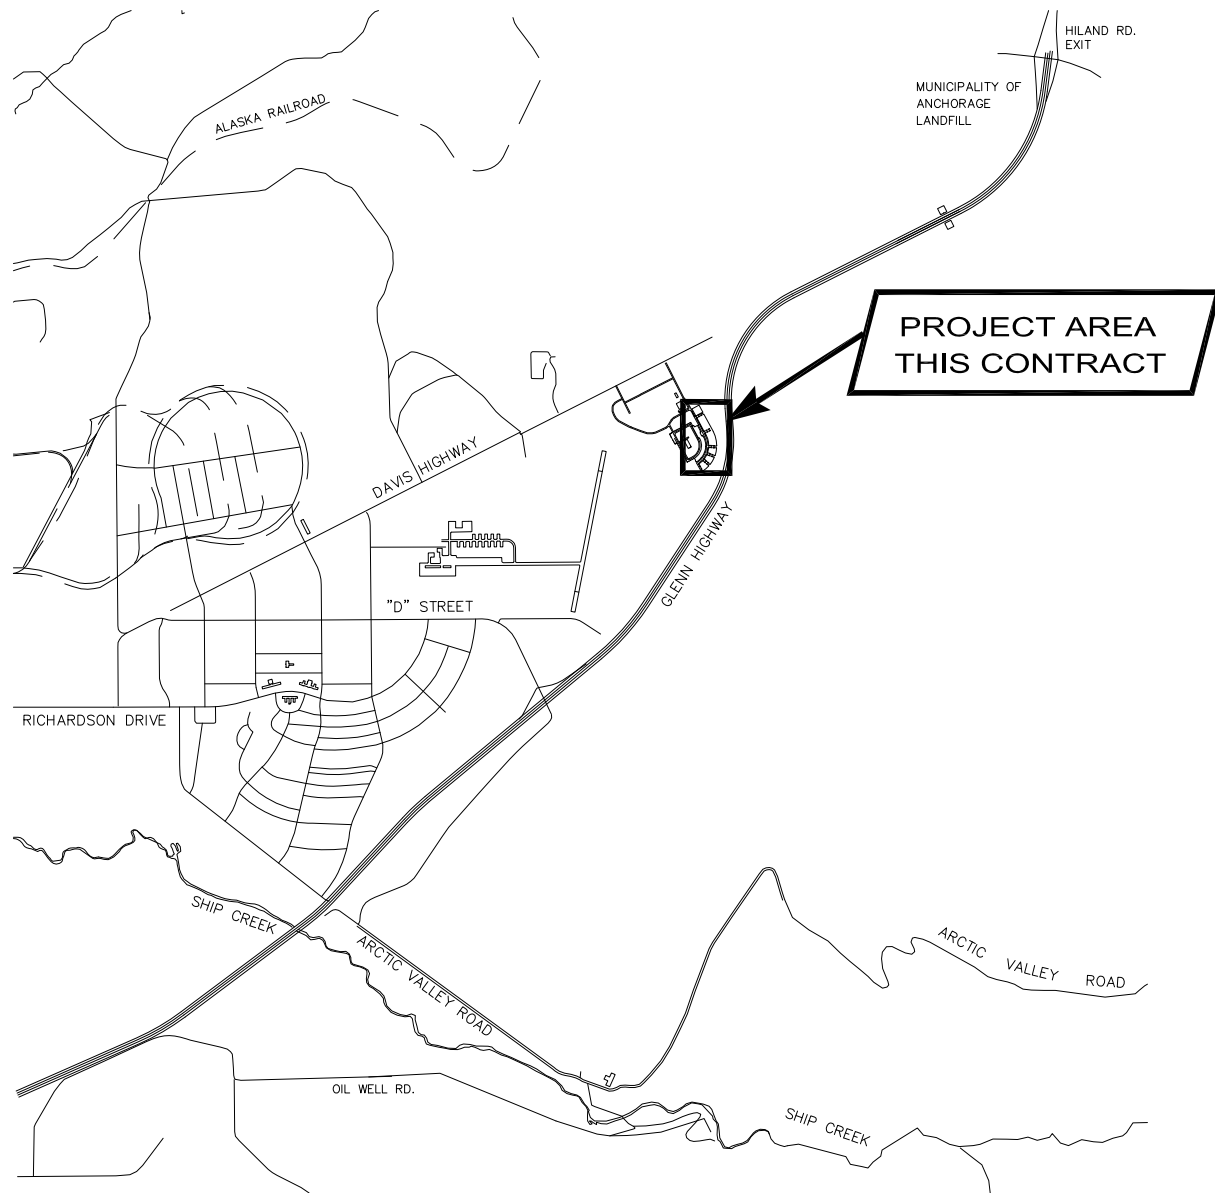 HILAND RD.
EXIT
MUNICIPALITY OF
ANCHORAGE
LANDFILL
ALASKA RAILROAD
PROJECT AREA
THIS CONTRACT
DAVIS HIGHWAY
GLENN HIGHWAY
"D" STREET
RICHARDSON DRIVE
SHIP CREEK
ARCTIC VALLEY ROAD
ARCTIC VALLEY ROAD
OIL WELL RD.
SHIP CREEK